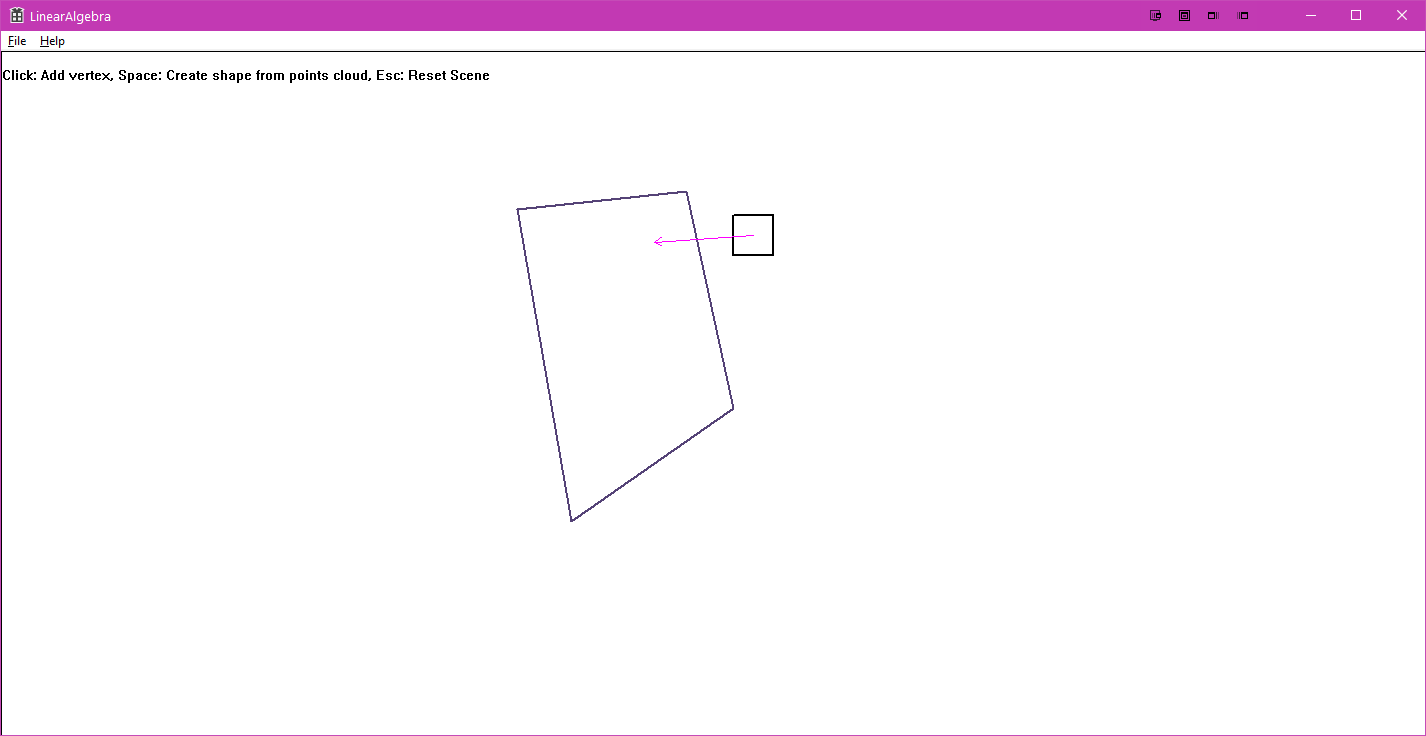 LinearAlgebra
File Help
Click: Add vertex, Space: Create shape from points cloud, Esc: Reset Scene